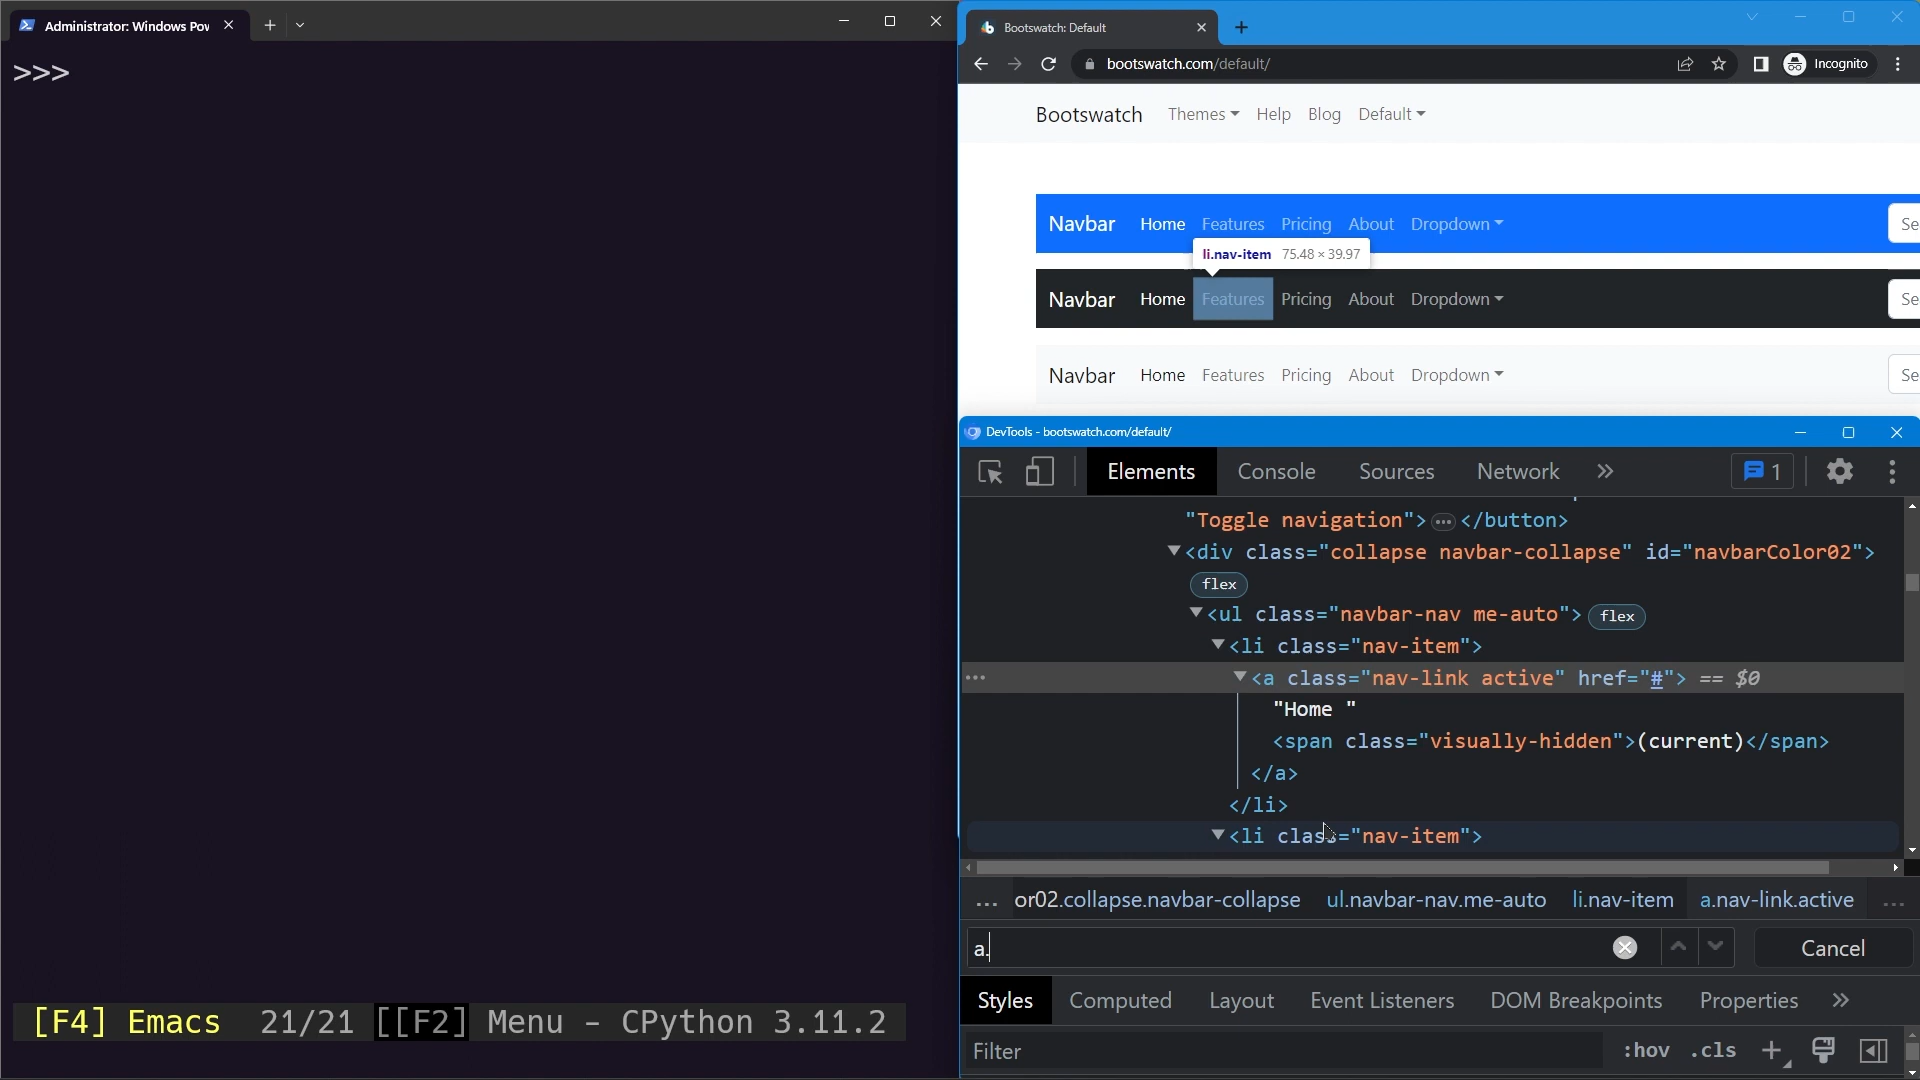 Administrator: Windows Pow
>>>
[F4] Emacs 21/21 [[F2] Menu - CPython 3.11.2
Bootswatch: Default
bootswatch.com/default/
Incognito
Bootswatch Themes Help Blog Default
Navbar Home Features Pricing About Dropdown Se
li.nav-item 75.48 × 39.97
Navbar Home Features Pricing About Dropdown Se
Navbar Home Features Pricing About Dropdown Se
DevTools - bootswatch.com/default/
Elements Console Sources Network » 1
"Toggle navigation"> ... </button>
<div class="collapse navbar-collapse" id="navbarColor02">
flex
<ul class="navbar-nav me-auto"> flex
<li class="nav-item">
<a class="nav-link active" href="#"> == $0
"Home "
<span class="visually-hidden">(current)</span>
</a>
</li>
<li class="nav-item">
... or02.collapse.navbar-collapse ul.navbar-nav.me-auto li.nav-item a.nav-link.active ...
a. Cancel
Styles Computed Layout Event Listeners DOM Breakpoints Properties »
Filter :hov .cls